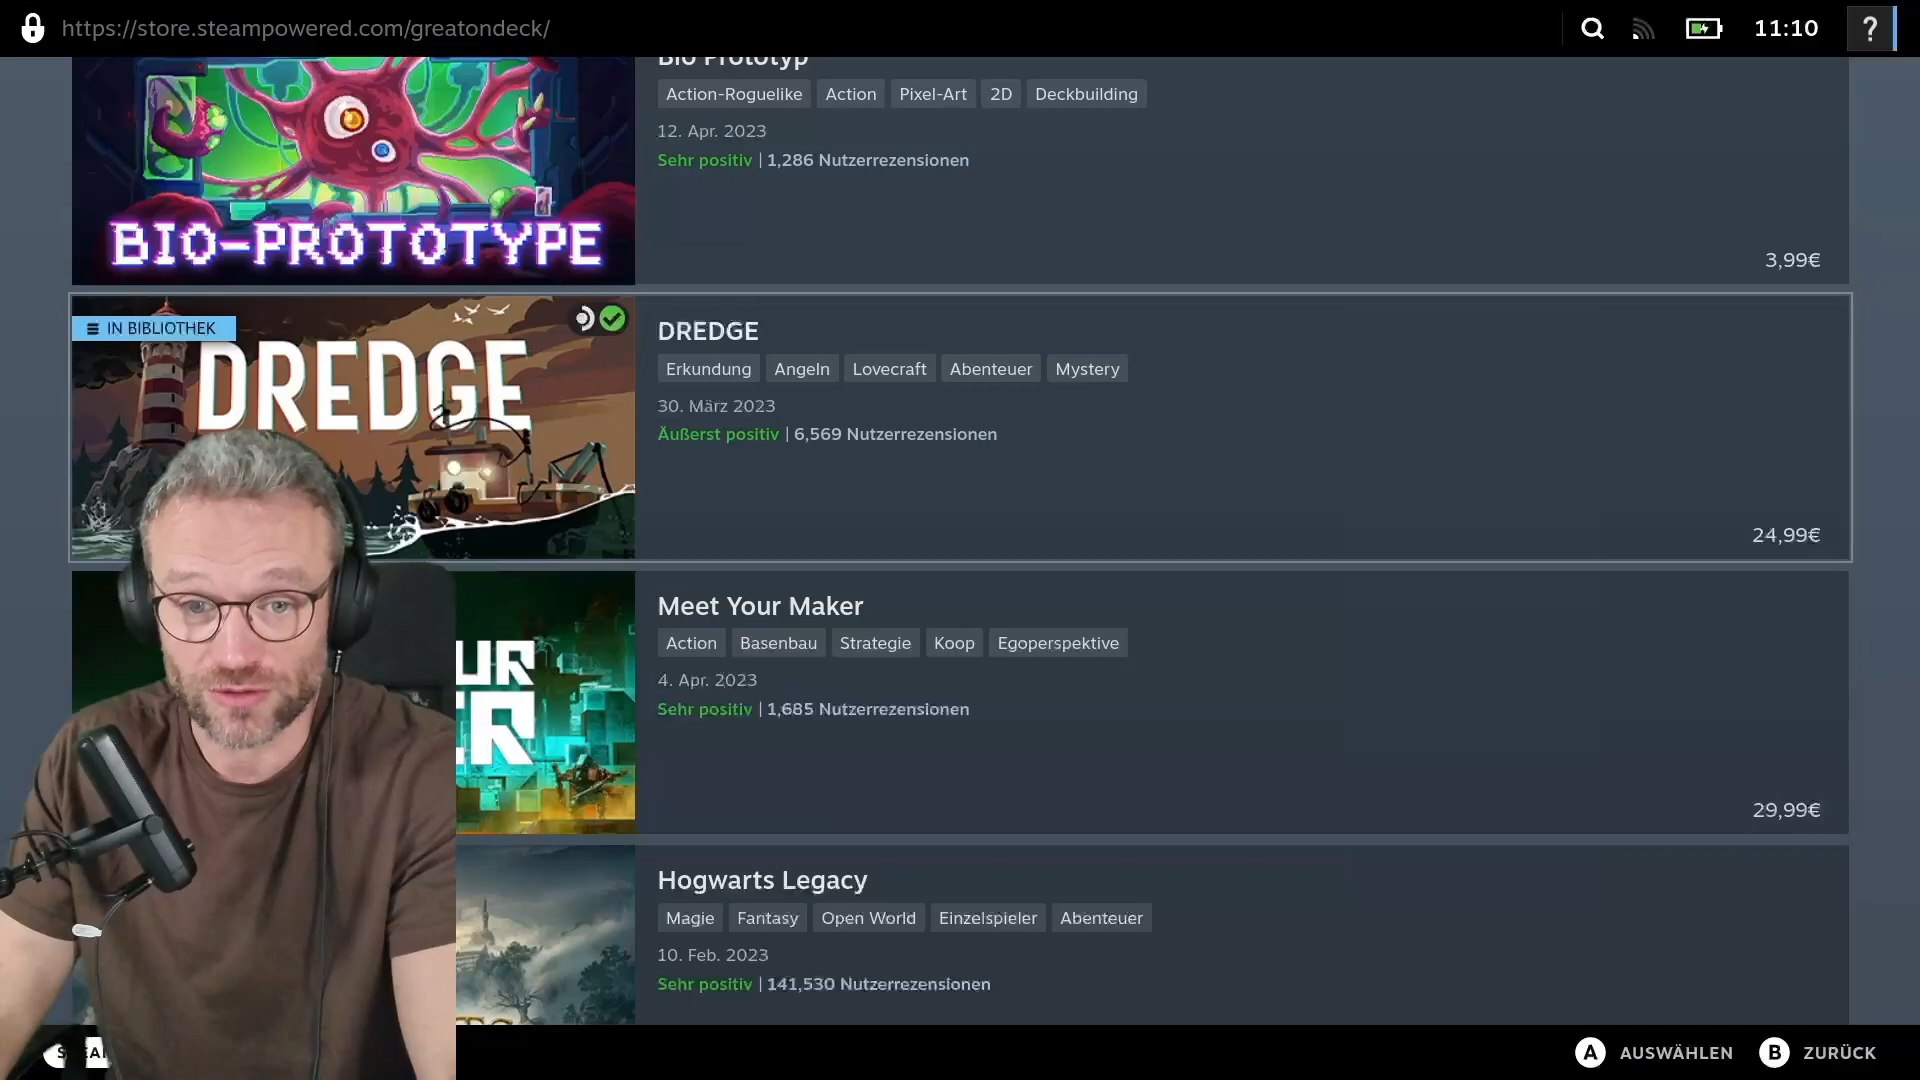 https://store.steampowered.com/greatondeck/
11:10
?
Bio Prototyp
Action-Roguelike
Action
Pixel-Art
2D
Deckbuilding
12. Apr. 2023
Sehr positiv | 1,286 Nutzerrezensionen
BIO-PROTOTYPE
3,99€
IN BIBLIOTHEK
DREDGE
DREDGE
Erkundung
Angeln
Lovecraft
Abenteuer
Mystery
30. März 2023
Äußerst positiv | 6,569 Nutzerrezensionen
24,99€
Meet Your Maker
Action
Basenbau
Strategie
Koop
Egoperspektive
4. Apr. 2023
Sehr positiv | 1,685 Nutzerrezensionen
29,99€
Hogwarts Legacy
Magie
Fantasy
Open World
Einzelspieler
Abenteuer
10. Feb. 2023
Sehr positiv | 141,530 Nutzerrezensionen
A AUSWÄHLEN
B ZURÜCK